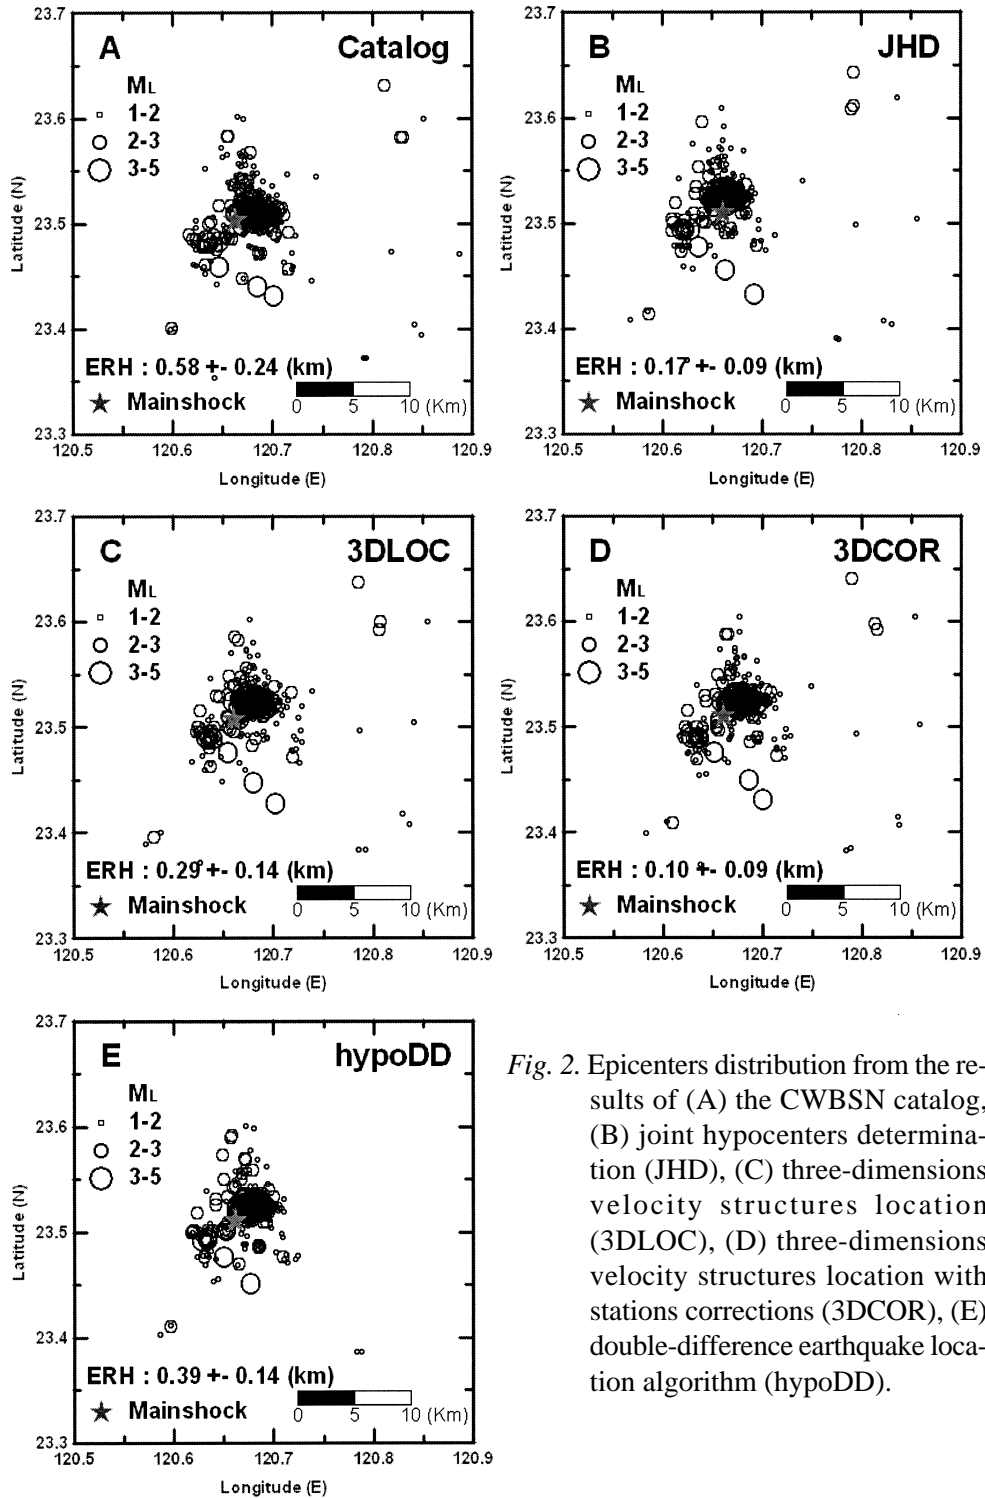 A Catalog
23.7
23.6
23.5
23.4
23.3
Latitude (N)
ML
1-2
2-3
3-5
ERH : 0.58 +- 0.24 (km)
Mainshock
0 5 10 (Km)
120.5 120.6 120.7 120.8 120.9
Longitude (E)
B JHD
23.7
23.6
23.5
23.4
23.3
Latitude (N)
ML
1-2
2-3
3-5
ERH : 0.17 +- 0.09 (km)
Mainshock
0 5 10 (Km)
120.5 120.6 120.7 120.8 120.9
Longitude (E)
C 3DLOC
23.7
23.6
23.5
23.4
23.3
Latitude (N)
ML
1-2
2-3
3-5
ERH : 0.29 +- 0.14 (km)
Mainshock
0 5 10 (Km)
120.5 120.6 120.7 120.8 120.9
Longitude (E)
D 3DCOR
23.7
23.6
23.5
23.4
23.3
Latitude (N)
ML
1-2
2-3
3-5
ERH : 0.10 +- 0.09 (km)
Mainshock
0 5 10 (Km)
120.5 120.6 120.7 120.8 120.9
Longitude (E)
E hypoDD
23.7
23.6
23.5
23.4
23.3
Latitude (N)
ML
1-2
2-3
3-5
ERH : 0.39 +- 0.14 (km)
Mainshock
0 5 10 (Km)
120.5 120.6 120.7 120.8 120.9
Longitude (E)
Fig. 2. Epicenters distribution from the re-
sults of (A) the CWBSN catalog,
(B) joint hypocenters determina-
tion (JHD), (C) three-dimensions
velocity structures location
(3DLOC), (D) three-dimensions
velocity structures location with
stations corrections (3DCOR), (E)
double-difference earthquake loca-
tion algorithm (hypoDD).